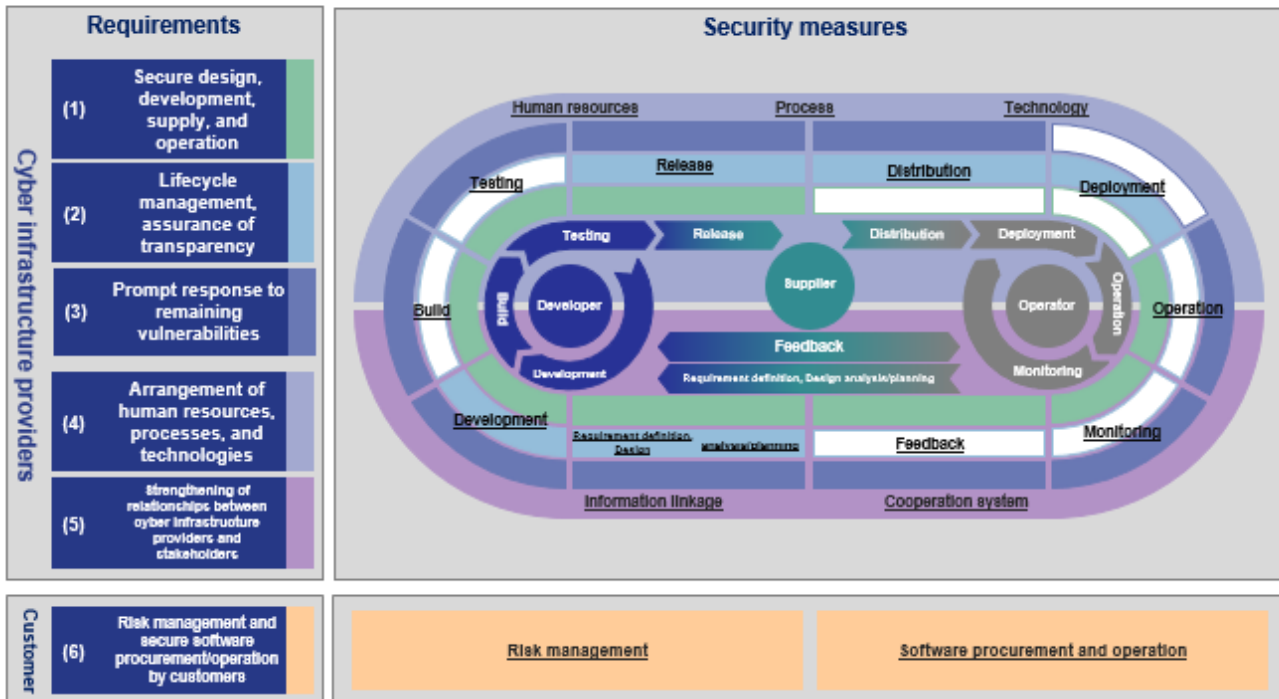 Requirements
Cyber infrastructure providers
(1)
Secure design,
development,
supply, and
operation
(2)
Lifecycle
management,
assurance of
transparency
(3)
Prompt response to
remaining
vulnerabilities
(4)
Arrangement of
human resources,
processes, and
technologies
(5)
Strengthening of
relationships between
cyber infrastructure
providers and
stakeholders
Security measures
Human resources
Process
Technology
Testing
Release
Distribution
Deployment
Testing
Release
Distribution
Deployment
Build
Build
Developer
Supplier
Operator
Operation
Operation
Feedback
Development
Requirement definition, Design analysis/planning
Monitoring
Development
Requirement definition,
Design
analysis/planning
Feedback
Monitoring
Information linkage
Cooperation system
Customer
(6)
Risk management and
secure software
procurement/operation
by customers
Risk management
Software procurement and operation